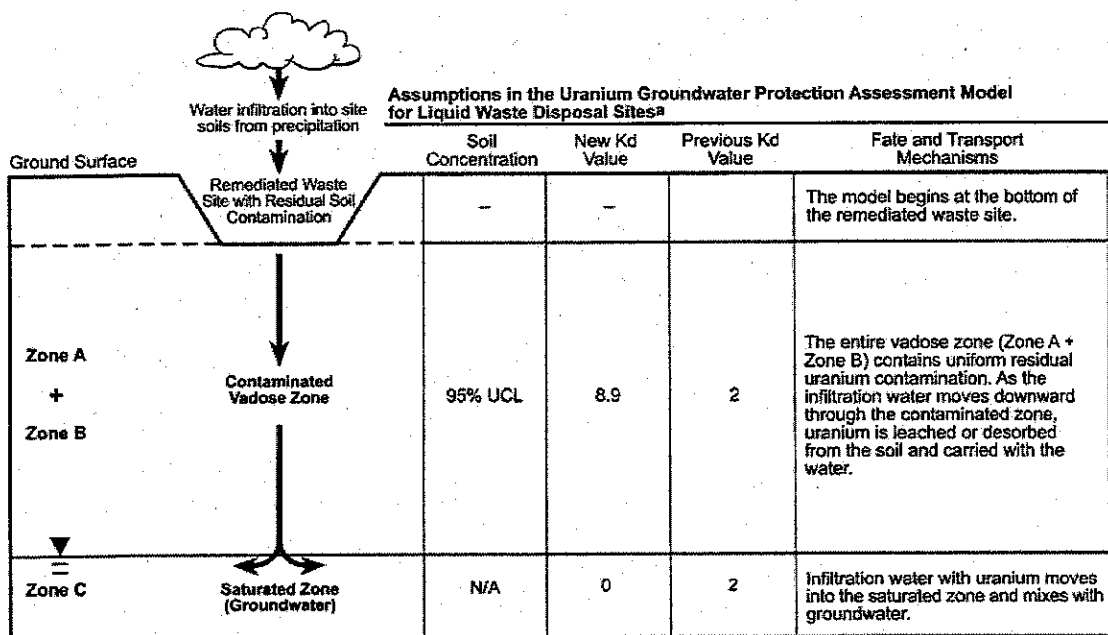 Water infiltration into site
soils from precipitation
Assumptions in the Uranium Groundwater Protection Assessment Model
for Liquid Waste Disposal Sitesa
Ground Surface
Soil
Concentration
New Kd
Value
Previous Kd
Value
Fate and Transport
Mechanisms
Remediated Waste
Site with Residual Soil
Contamination
–
–
The model begins at the bottom of
the remediated waste site.
Zone A
+
Zone B
Contaminated
Vadose Zone
95% UCL
8.9
2
The entire vadose zone (Zone A +
Zone B) contains uniform residual
uranium contamination. As the
infiltration water moves downward
through the contaminated zone,
uranium is leached or desorbed
from the soil and carried with the
water.
Zone C
Saturated Zone
(Groundwater)
N/A
0
2
Infiltration water with uranium moves
into the saturated zone and mixes with
groundwater.